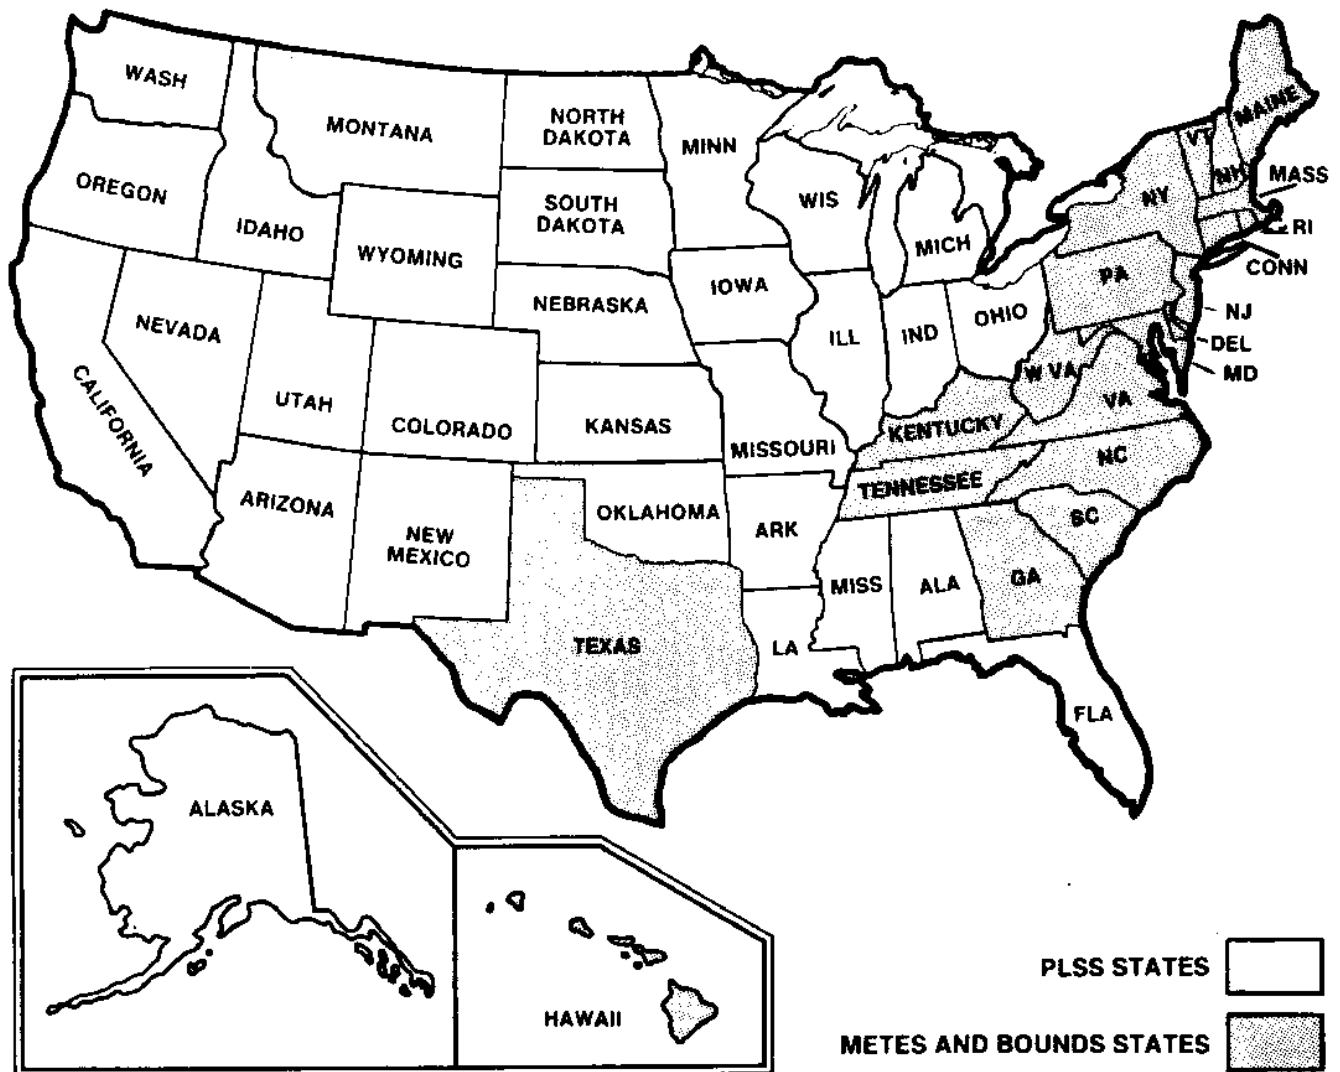 WASH
MONTANA
NORTH
DAKOTA
MINN
MAINE
VT
NH
MASS
OREGON
IDAHO
WYOMING
SOUTH
DAKOTA
WIS
MICH
NY
RI
CONN
NEVADA
NEBRASKA
IOWA
ILL
IND
OHIO
PA
NJ
DEL
MD
CALIFORNIA
UTAH
COLORADO
KANSAS
MISSOURI
KENTUCKY
W VA
VA
ARIZONA
NEW
MEXICO
OKLAHOMA
ARK
TENNESSEE
NC
SC
TEXAS
LA
MISS
ALA
GA
FLA
ALASKA
HAWAII
PLSS STATES
METES AND BOUNDS STATES